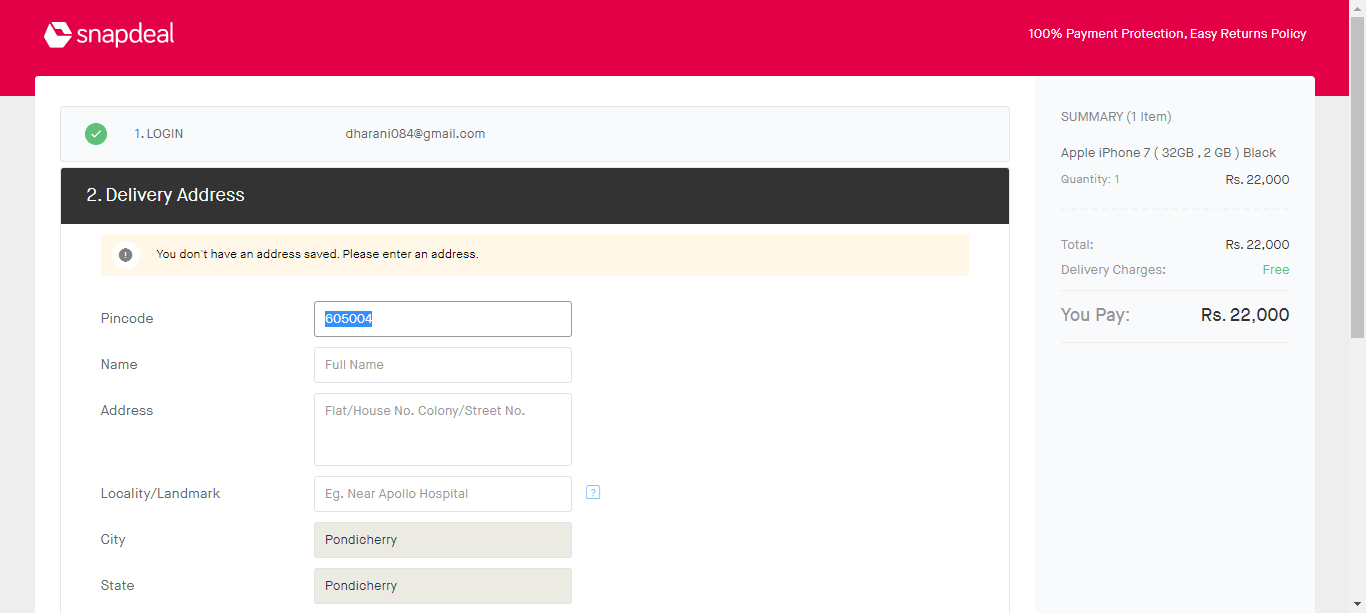 snapdeal
100% Payment Protection, Easy Returns Policy
1. LOGIN dharani084@gmail.com
2. Delivery Address
You don't have an address saved. Please enter an address.
Pincode 605004
Name Full Name
Address Flat/House No. Colony/Street No.
Locality/Landmark Eg. Near Apollo Hospital ?
City Pondicherry
State Pondicherry
SUMMARY (1 Item)
Apple iPhone 7 ( 32GB , 2 GB ) Black
Quantity: 1 Rs. 22,000
Total: Rs. 22,000
Delivery Charges: Free
You Pay: Rs. 22,000